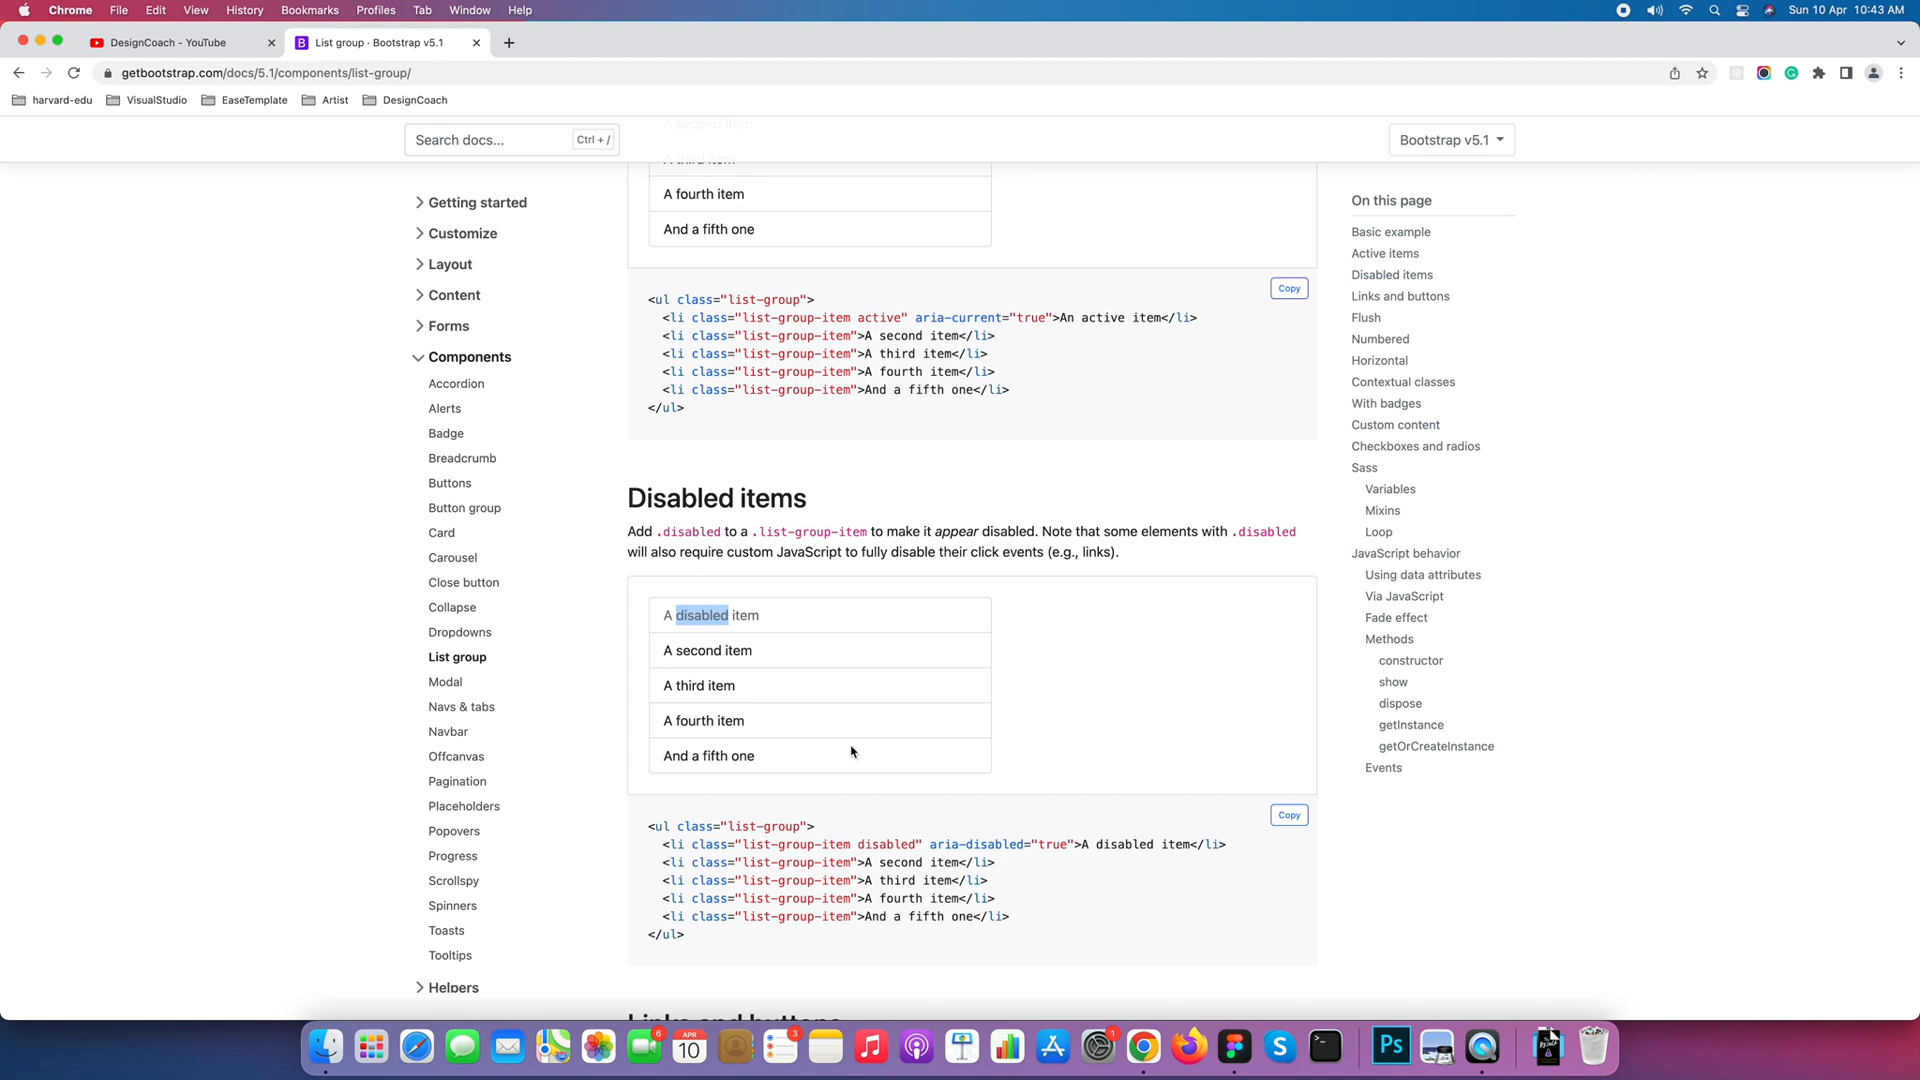 Chrome File Edit View History Bookmarks Profiles Tab Window Help
Sun 10 Apr 10:43 AM
DesignCoach - YouTube
List group · Bootstrap v5.1
getbootstrap.com/docs/5.1/components/list-group/
harvard-edu VisualStudio EaseTemplate Artist DesignCoach
Search docs... Ctrl + /
Bootstrap v5.1
Getting started
Customize
Layout
Content
Forms
Components
Accordion
Alerts
Badge
Breadcrumb
Buttons
Button group
Card
Carousel
Close button
Collapse
Dropdowns
List group
Modal
Navs & tabs
Navbar
Offcanvas
Pagination
Placeholders
Popovers
Progress
Scrollspy
Spinners
Toasts
Tooltips
Helpers
A second item
A third item
A fourth item
And a fifth one
Copy
<ul class="list-group">
<li class="list-group-item active" aria-current="true">An active item</li>
<li class="list-group-item">A second item</li>
<li class="list-group-item">A third item</li>
<li class="list-group-item">A fourth item</li>
<li class="list-group-item">And a fifth one</li>
</ul>
Disabled items
Add .disabled to a .list-group-item to make it appear disabled. Note that some elements with .disabled
will also require custom JavaScript to fully disable their click events (e.g., links).
A disabled item
A second item
A third item
A fourth item
And a fifth one
Copy
<ul class="list-group">
<li class="list-group-item disabled" aria-disabled="true">A disabled item</li>
<li class="list-group-item">A second item</li>
<li class="list-group-item">A third item</li>
<li class="list-group-item">A fourth item</li>
<li class="list-group-item">And a fifth one</li>
</ul>
Links and buttons
On this page
Basic example
Active items
Disabled items
Links and buttons
Flush
Numbered
Horizontal
Contextual classes
With badges
Custom content
Checkboxes and radios
Sass
Variables
Mixins
Loop
JavaScript behavior
Using data attributes
Via JavaScript
Fade effect
Methods
constructor
show
dispose
getInstance
getOrCreateInstance
Events
6
APR
10
3
1
Ps